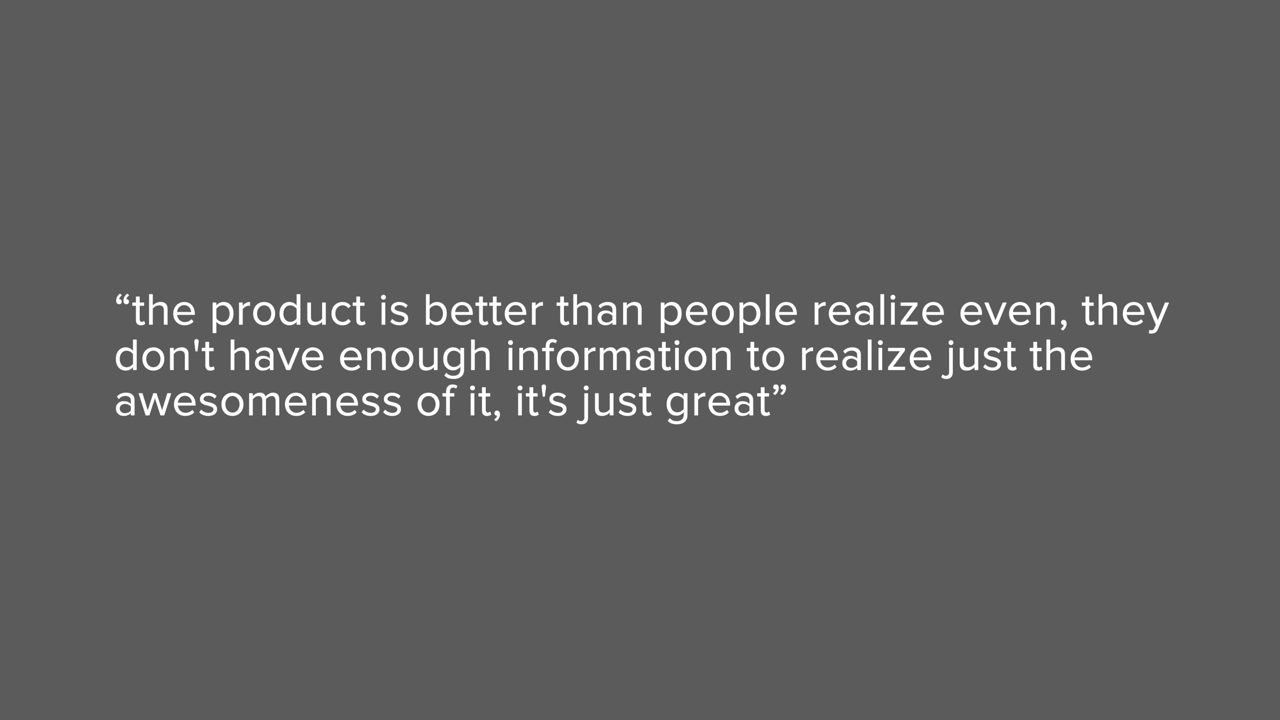 “the product is better than people realize even, they
don't have enough information to realize just the
awesomeness of it, it's just great”